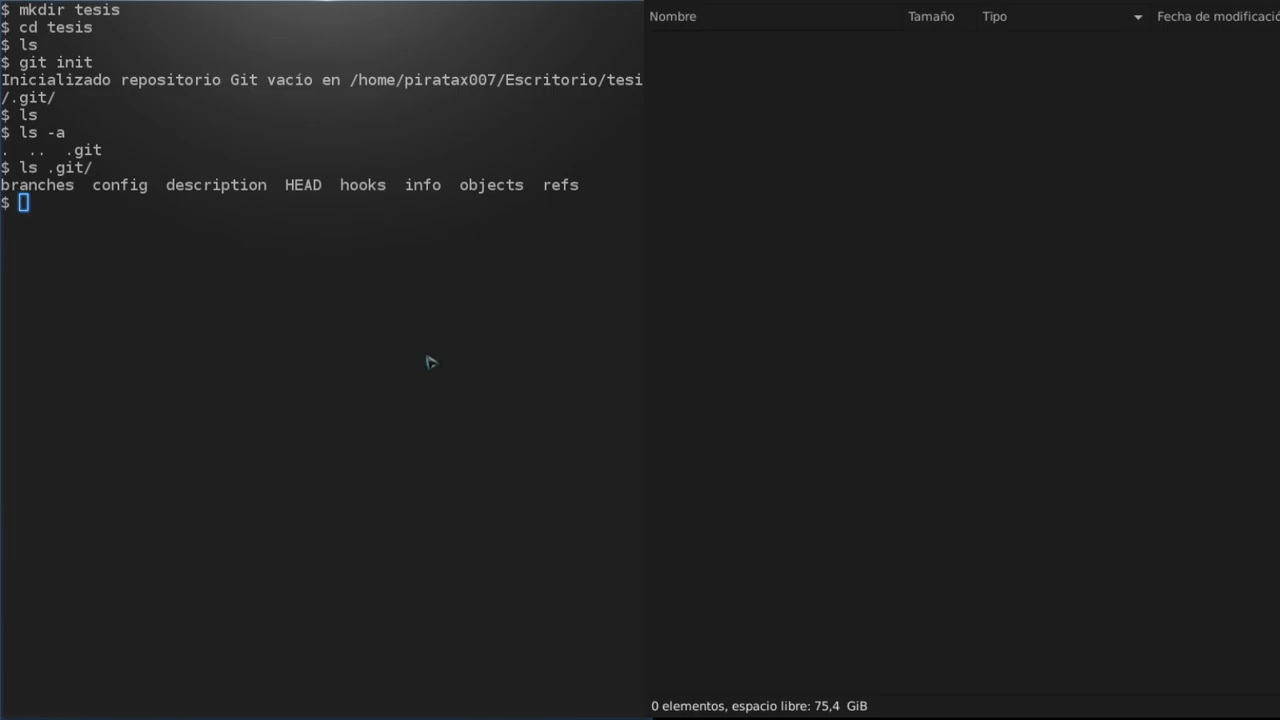 $ mkdir tesis
$ cd tesis
$ ls
$ git init
Inicializado repositorio Git vacío en /home/piratax007/Escritorio/tesi
/.git/
$ ls
$ ls -a
.  ..  .git
$ ls .git/
branches  config  description  HEAD  hooks  info  objects  refs
$
Nombre Tamaño Tipo Fecha de modificació
0 elementos, espacio libre: 75,4 GiB